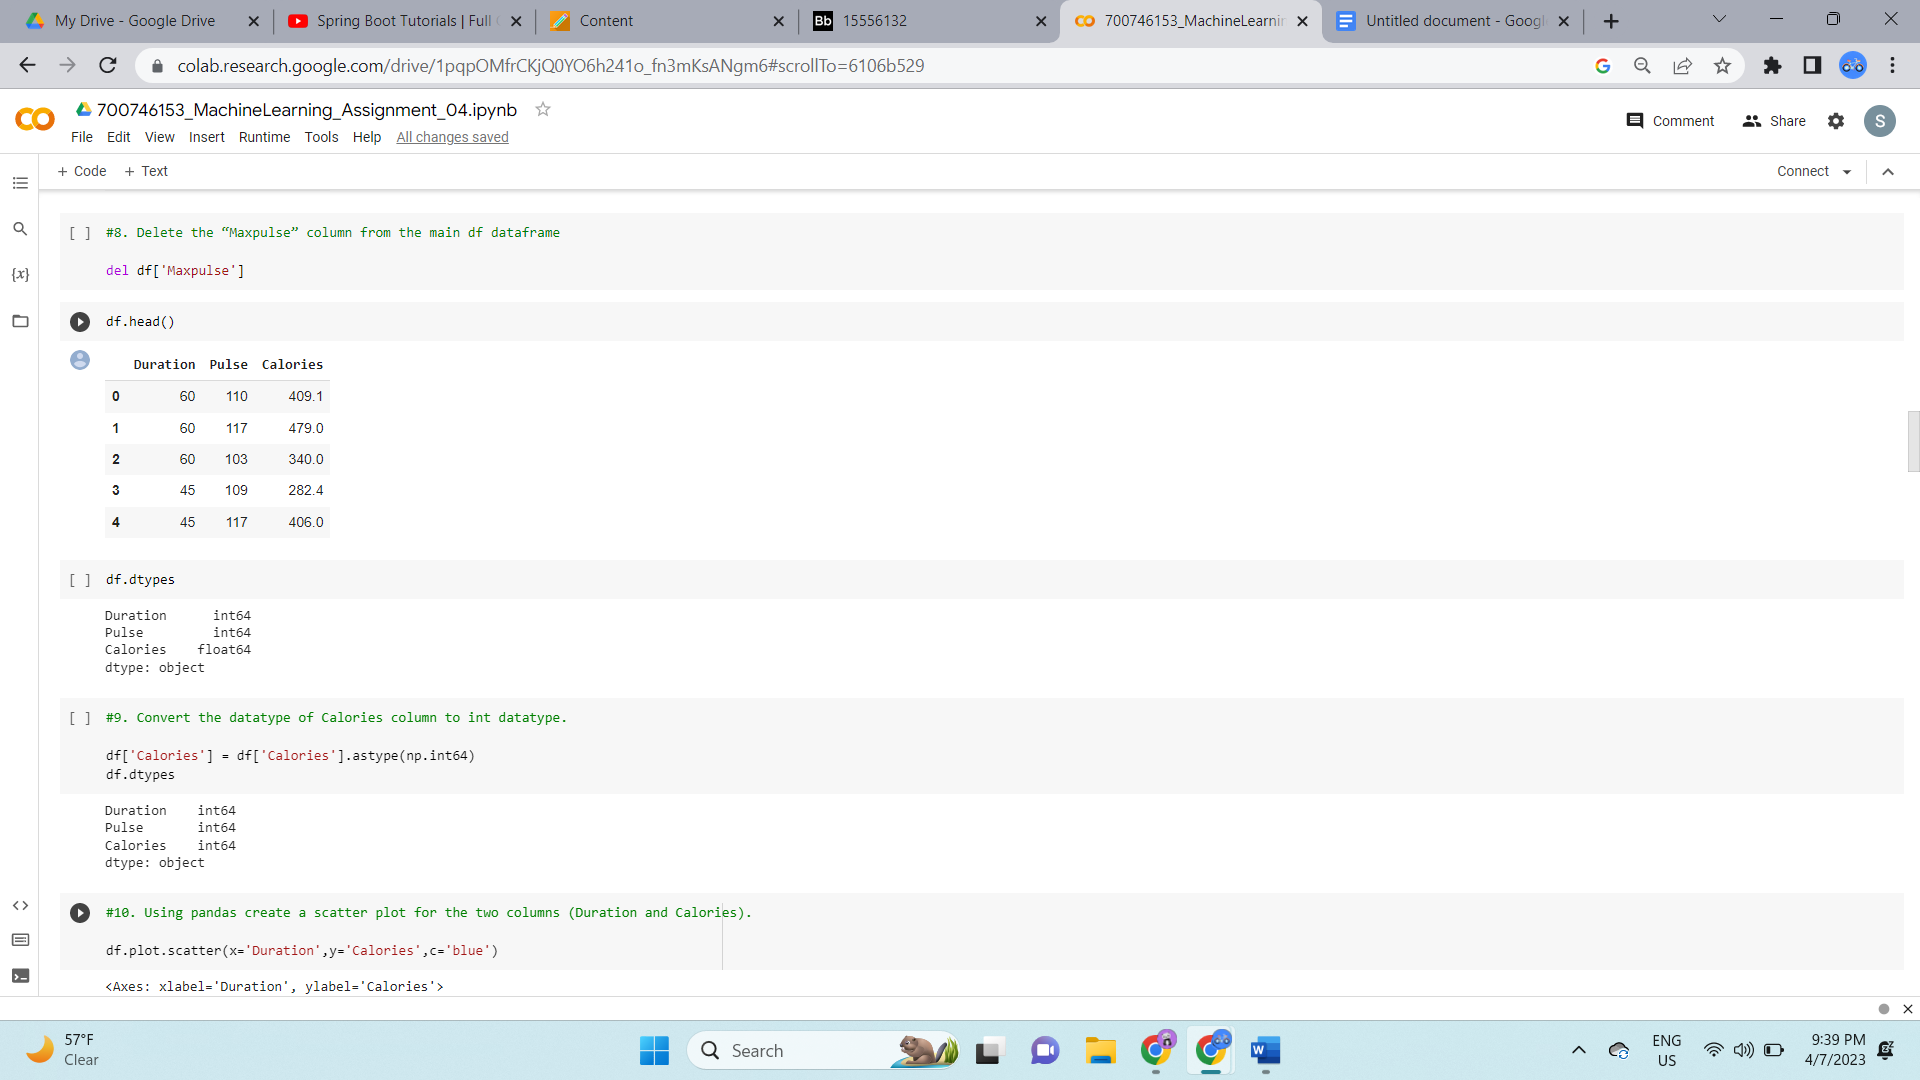 My Drive - Google Drive
Spring Boot Tutorials | Full
Content
Bb 15556132
700746153_MachineLearnin
Untitled document - Googl
colab.research.google.com/drive/1pqpOMfrCKjQ0YO6h241o_fn3mKsANgm6#scrollTo=6106b529
700746153_MachineLearning_Assignment_04.ipynb
File Edit View Insert Runtime Tools Help All changes saved
Comment Share S
+ Code + Text
Connect
{x}
[ ] #8. Delete the “Maxpulse” column from the main df dataframe
del df['Maxpulse']
df.head()
Duration Pulse Calories
0 60 110 409.1
1 60 117 479.0
2 60 103 340.0
3 45 109 282.4
4 45 117 406.0
[ ] df.dtypes
Duration int64
Pulse int64
Calories float64
dtype: object
[ ] #9. Convert the datatype of Calories column to int datatype.
df['Calories'] = df['Calories'].astype(np.int64)
df.dtypes
Duration int64
Pulse int64
Calories int64
dtype: object
#10. Using pandas create a scatter plot for the two columns (Duration and Calories).
df.plot.scatter(x='Duration',y='Calories',c='blue')
<Axes: xlabel='Duration', ylabel='Calories'>
57°F
Clear
Search
ENG
US
9:39 PM
4/7/2023